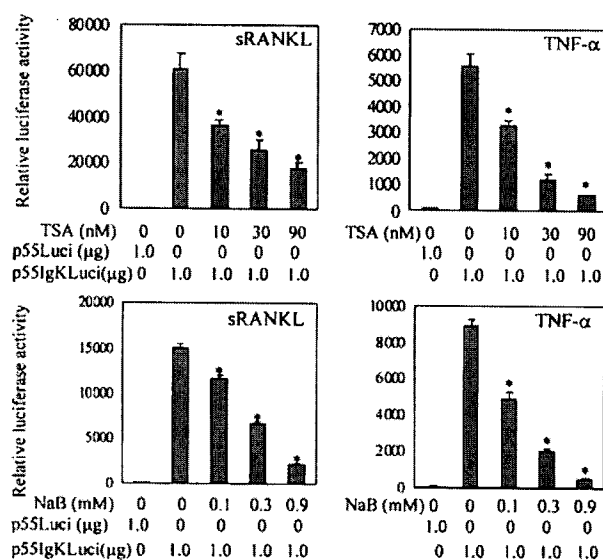 sRANKL
Relative luciferase activity
80000
60000
40000
20000
0
* * *
TSA (nM) 0 0 10 30 90
p55Luci (μg) 1.0 0 0 0 0
p55IgKLuci(μg) 0 1.0 1.0 1.0 1.0
TNF-α
7000
6000
5000
4000
3000
2000
1000
0
* * *
TSA (nM) 0 0 10 30 90
1.0 0 0 0 0
0 1.0 1.0 1.0 1.0
sRANKL
Relative luciferase activity
20000
15000
10000
5000
0
* * *
NaB (mM) 0 0 0.1 0.3 0.9
p55Luci (μg) 1.0 0 0 0 0
p55IgKLuci(μg) 0 1.0 1.0 1.0 1.0
TNF-α
10000
8000
6000
4000
2000
0
* * *
NaB (mM) 0 0 0.1 0.3 0.9
1.0 0 0 0 0
0 1.0 1.0 1.0 1.0